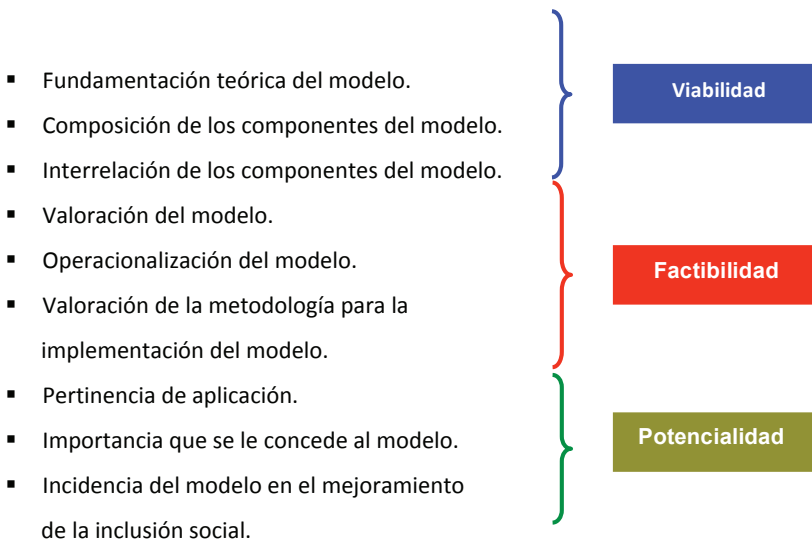 ▪ Fundamentación teórica del modelo.
▪ Composición de los componentes del modelo.
▪ Interrelación de los componentes del modelo.
Viabilidad
▪ Valoración del modelo.
▪ Operacionalización del modelo.
▪ Valoración de la metodología para la
implementación del modelo.
Factibilidad
▪ Pertinencia de aplicación.
▪ Importancia que se le concede al modelo.
▪ Incidencia del modelo en el mejoramiento
de la inclusión social.
Potencialidad